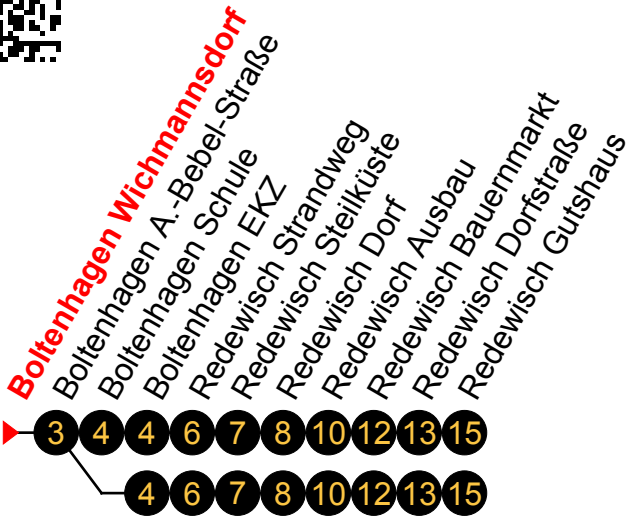 Boltenhagen Wichmannsdorf
Boltenhagen A.-Bebel-Straße
Boltenhagen Schule
Boltenhagen EKZ
Redewisch Strandweg
Redewisch Steilküste
Redewisch Dorf
Redewisch Ausbau
Redewisch Bauernmarkt
Redewisch Dorfstraße
Redewisch Gutshaus
3 4 4 6 7 8 10 12 13 15
4 6 7 8 10 12 13 15